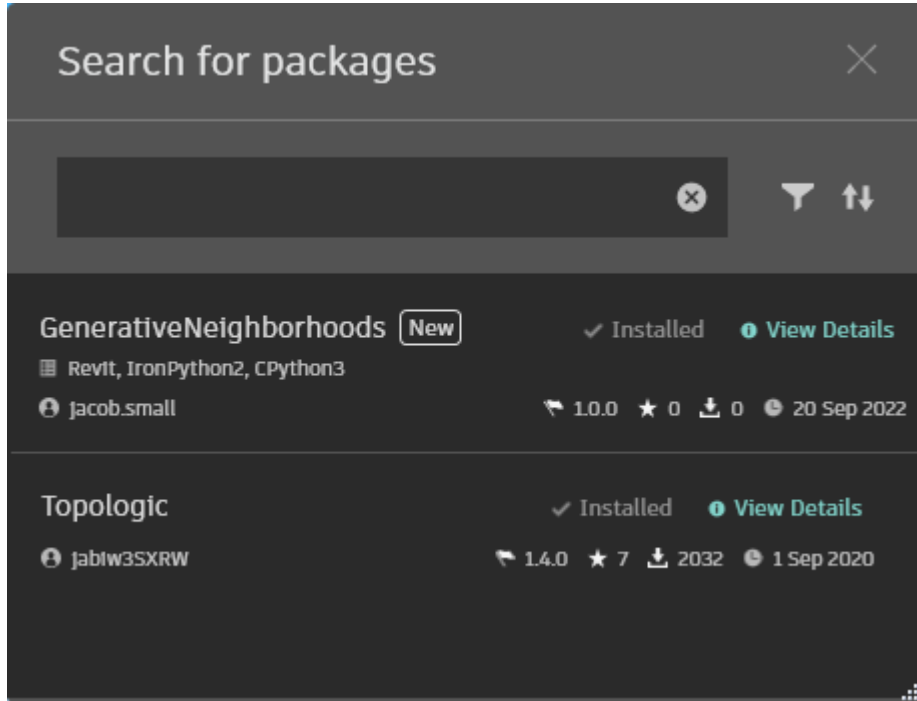 Search for packages
GenerativeNeighborhoods New
Installed View Details
Revit, IronPython2, CPython3
jacob.small
1.0.0 0 0 20 Sep 2022
Topologic
Installed View Details
jabiw3SXRW
1.4.0 7 2032 1 Sep 2020